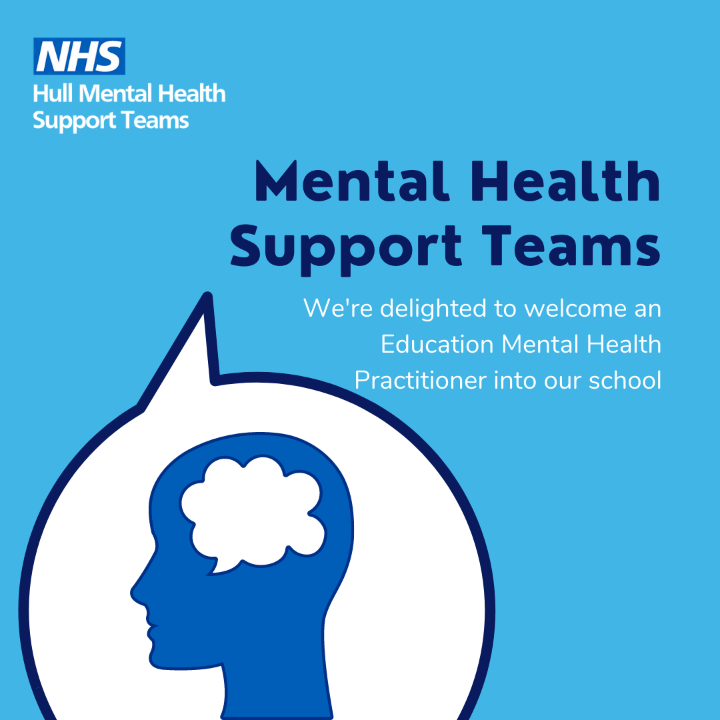 NHS
Hull Mental Health
Support Teams
Mental Health
Support Teams
We're delighted to welcome an
Education Mental Health
Practitioner into our school